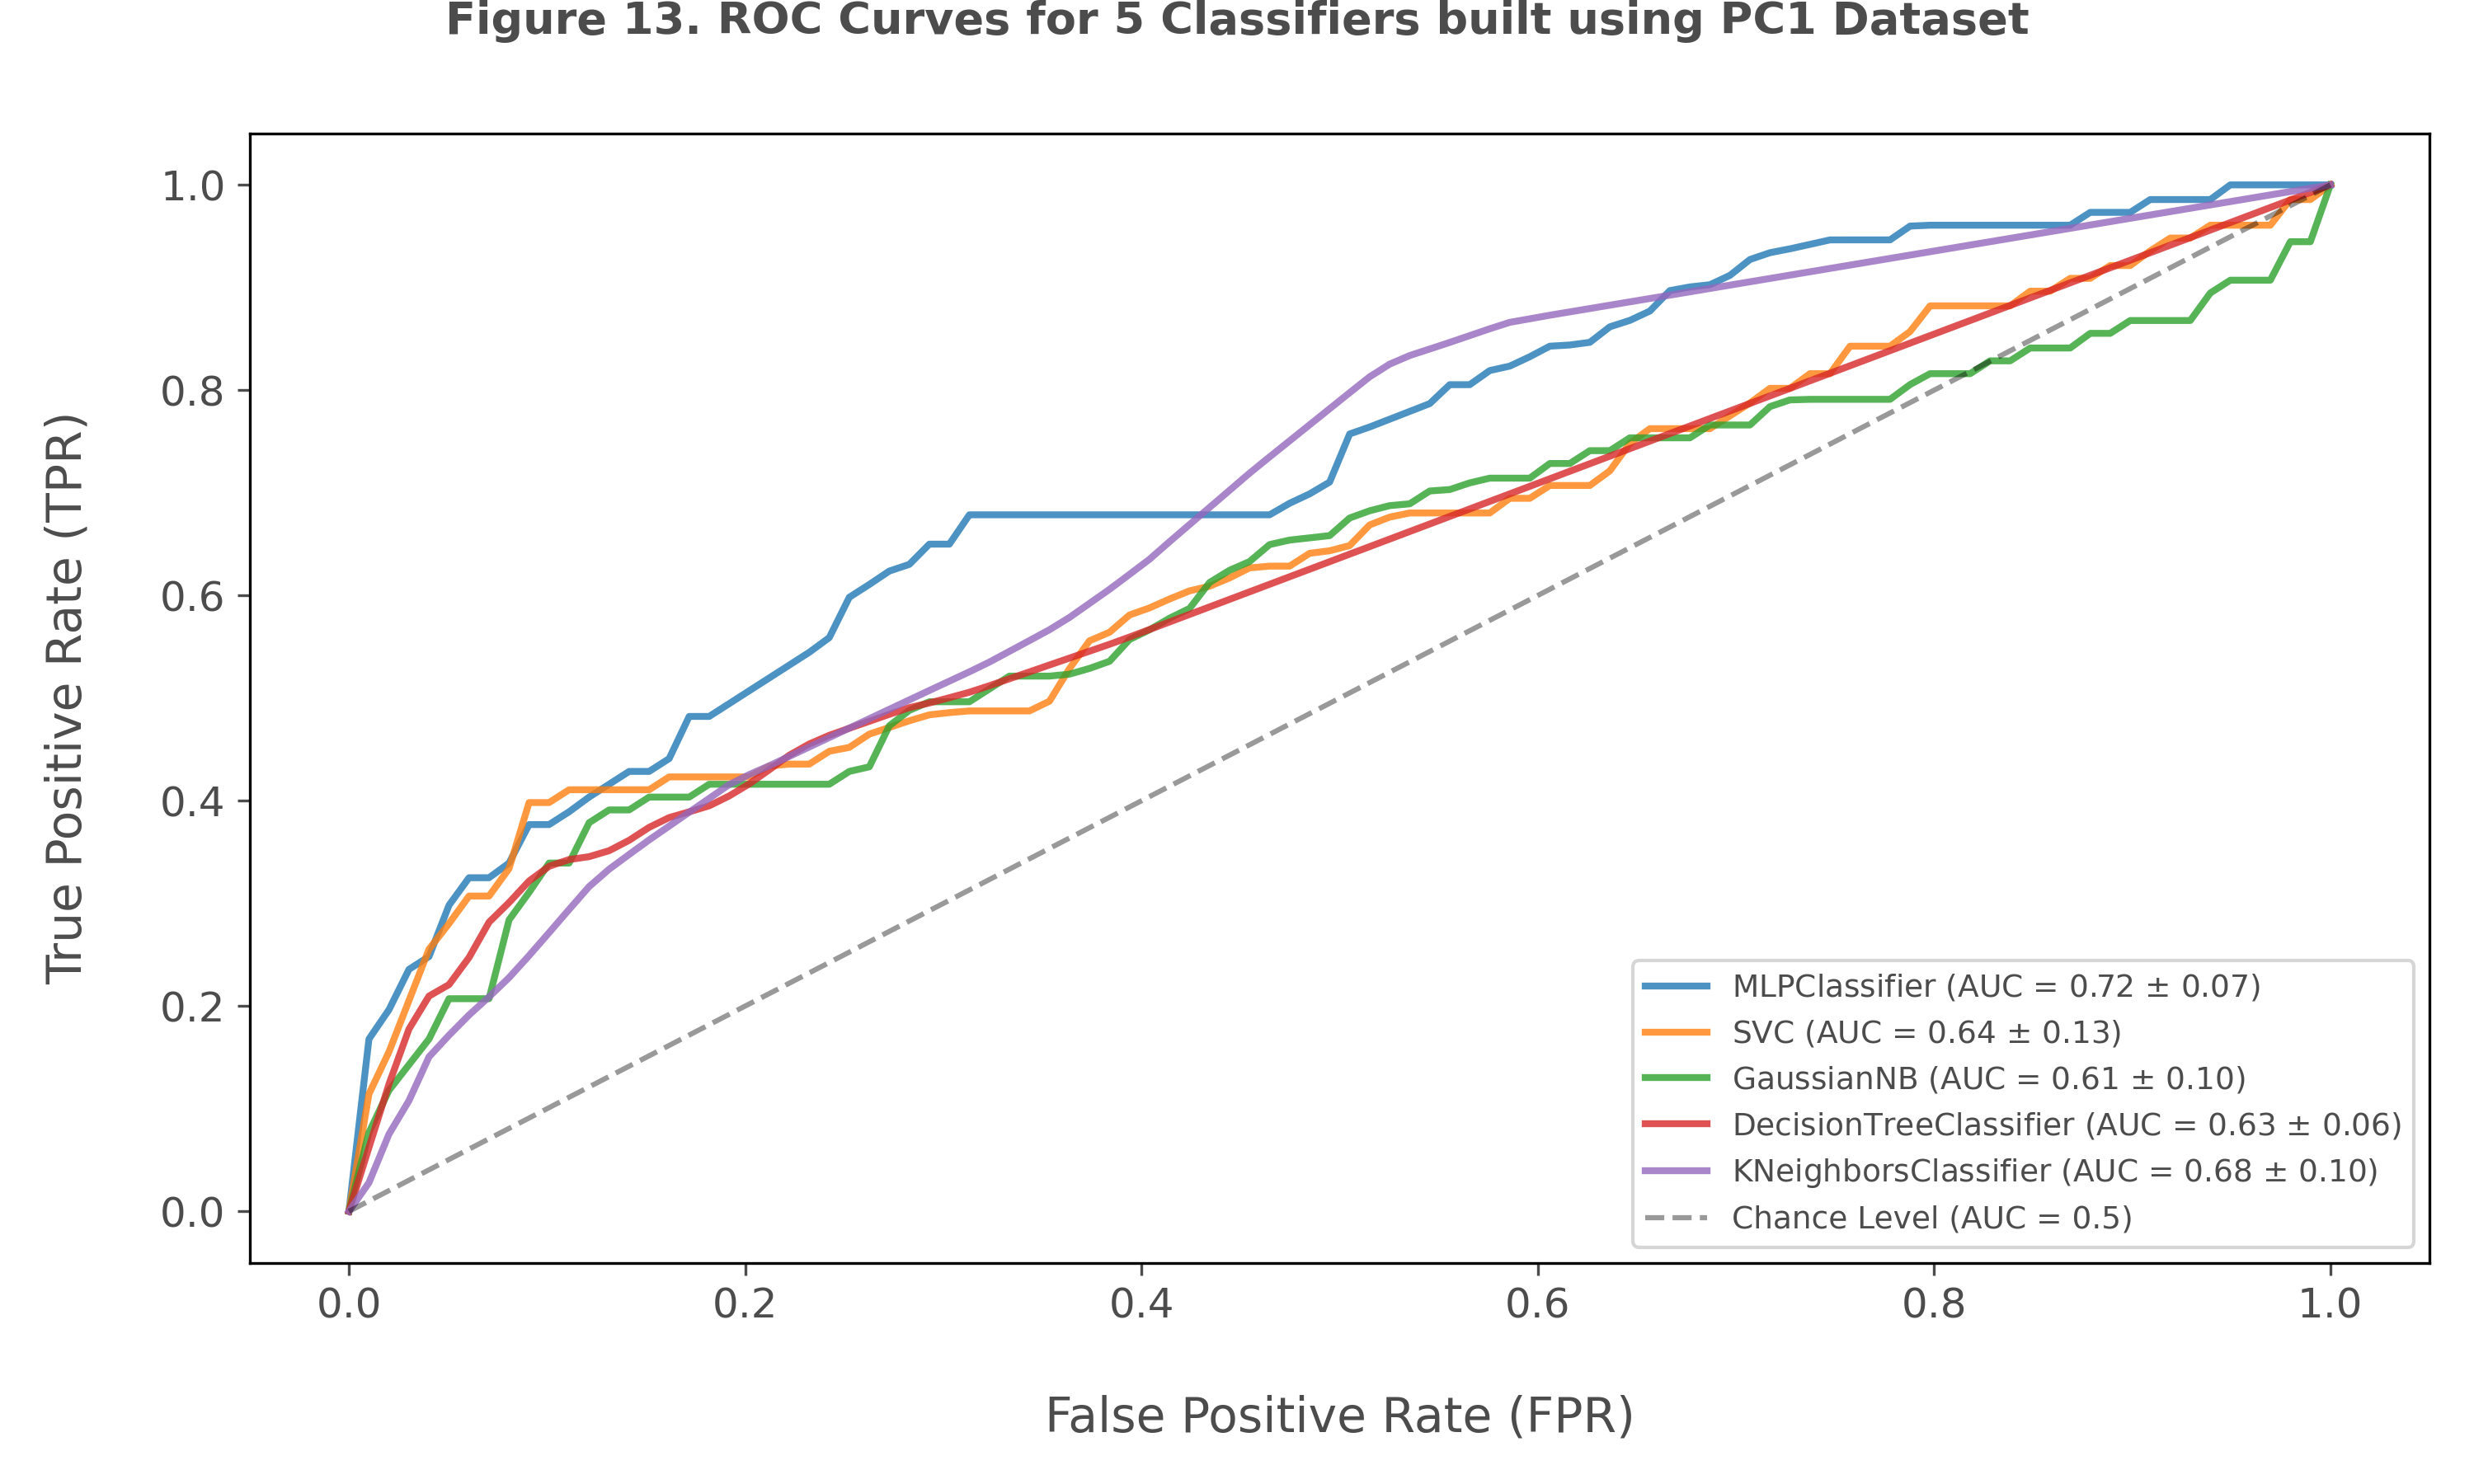 Figure 13. ROC Curves for 5 Classifiers built using PC1 Dataset
True Positive Rate (TPR)
1.0
0.8
0.6
0.4
0.2
0.0
0.0 0.2 0.4 0.6 0.8 1.0
False Positive Rate (FPR)
MLPClassifier (AUC = 0.72 ± 0.07)
SVC (AUC = 0.64 ± 0.13)
GaussianNB (AUC = 0.61 ± 0.10)
DecisionTreeClassifier (AUC = 0.63 ± 0.06)
KNeighborsClassifier (AUC = 0.68 ± 0.10)
Chance Level (AUC = 0.5)